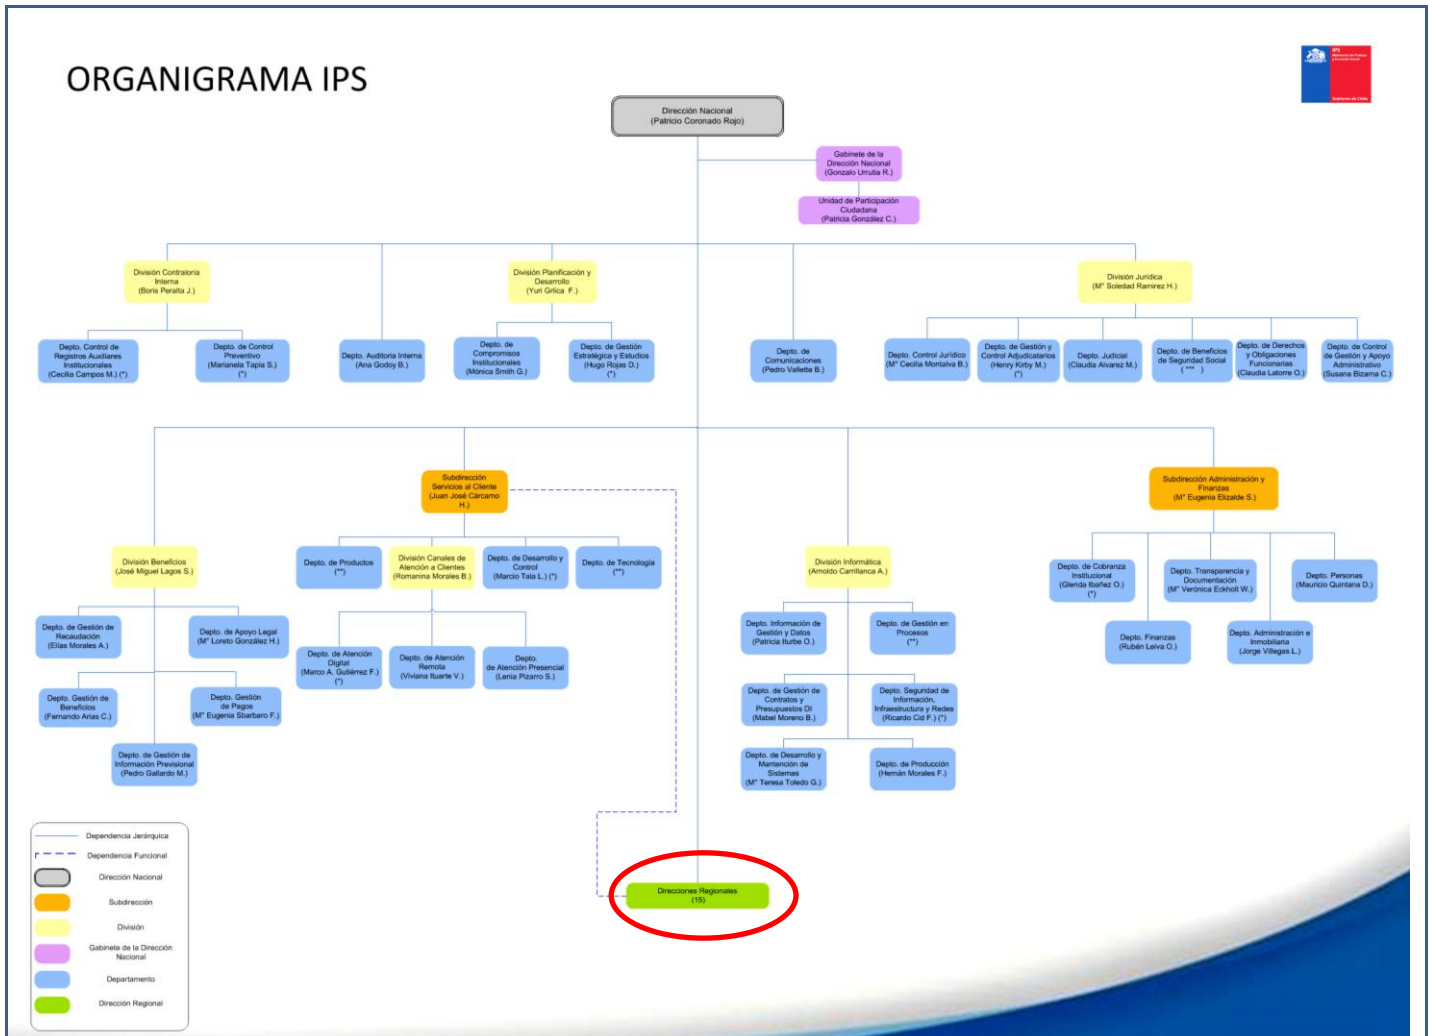 ORGANIGRAMA IPS
IPS
Ministerio del Trabajo
y Previsión Social
Gobierno de Chile
Dirección Nacional
(Patricio Coronado Rojo)
Gabinete de la
Dirección Nacional
(Gonzalo Urrutia R.)
Unidad de Participación
Ciudadana
(Patricia González C.)
División Contraloría
Interna
(Boris Peralta J.)
División Planificación y
Desarrollo
(Yuri Griica F.)
División Jurídica
(M° Soledad Ramirez H.)
Depto. Control de
Registros Auxiliares
Institucionales
(Cecilia Campos M.) (*)
Depto. de Control
Preventivo
(Marianela Tapia S.)
(*)
Depto. Auditoria Interna
(Ana Godoy B.)
Depto. de
Compromisos
Institucionales
(Mónica Smith G.)
Depto. de Gestión
Estratégica y Estudios
(Hugo Rojas D.)
(*)
Depto. de
Comunicaciones
(Pedro Vallette B.)
Depto. Control Jurídico
(M° Cecilia Montalva B.)
Depto. de Gestión y
Control Adjudicatarios
(Henry Kirby M.)
(*)
Depto. Judicial
(Claudia Alvarez M.)
Depto. de Beneficios
de Seguridad Social
( *** )
Depto. de Derechos
y Obligaciones
Funcionarias
(Claudia Latorre O.)
Depto. de Control
de Gestión y Apoyo
Administrativo
(Susana Bizama C.)
Subdirección
Servicios al Cliente
(Juan José Cárcamo
H.)
Subdirección Administración y
Finanzas
(M° Eugenia Elizalde S.)
División Beneficios
(José Miguel Lagos S.)
Depto. de Productos
(**)
División Canales de
Atención a Clientes
(Romanina Morales B.)
Depto. de Desarrollo y
Control
(Marcio Tala L.) (*)
Depto. de Tecnología
(**)
División Informática
(Arnoldo Carrillanca A.)
Depto. de Cobranza
Institucional
(Glenda Ibañez O.)
(*)
Depto. Transparencia y
Documentación
(M° Verónica Eckholt W.)
Depto. Personas
(Mauricio Quintana D.)
Depto. Finanzas
(Rubén Leiva O.)
Depto. Administración e
Inmobiliaria
(Jorge Villegas L.)
Depto. de Gestión de
Recaudación
(Elías Morales A.)
Depto. de Apoyo Legal
(M° Loreto González H.)
Depto. de Atención
Digital
(Marco A. Gutiérrez F.)
(*)
Depto. de Atención
Remota
(Viviana Ituarte V.)
Depto.
de Atención Presencial
(Lenia Pizarro S.)
Depto. Información de
Gestión y Datos
(Patricia Iturbe O.)
Depto. de Gestión en
Procesos
(**)
Depto. Gestión de
Beneficios
(Fernando Arias C.)
Depto. Gestión
de Pagos
(M° Eugenia Sbarbaro F.)
Depto. de Gestión de
Contratos y
Presupuestos DI
(Mabel Moreno B.)
Depto. Seguridad de
Información,
Infraestructura y Redes
(Ricardo Cid F.) (*)
Depto. de Gestión de
Información Previsional
(Pedro Gallardo M.)
Depto. de Desarrollo y
Mantención de
Sistemas
(M° Teresa Toledo G.)
Depto. de Producción
(Hernán Morales F.)
Direcciones Regionales
(15)
Dependencia Jerárquica
Dependencia Funcional
Dirección Nacional
Subdirección
División
Gabinete de la Dirección
Nacional
Departamento
Dirección Regional